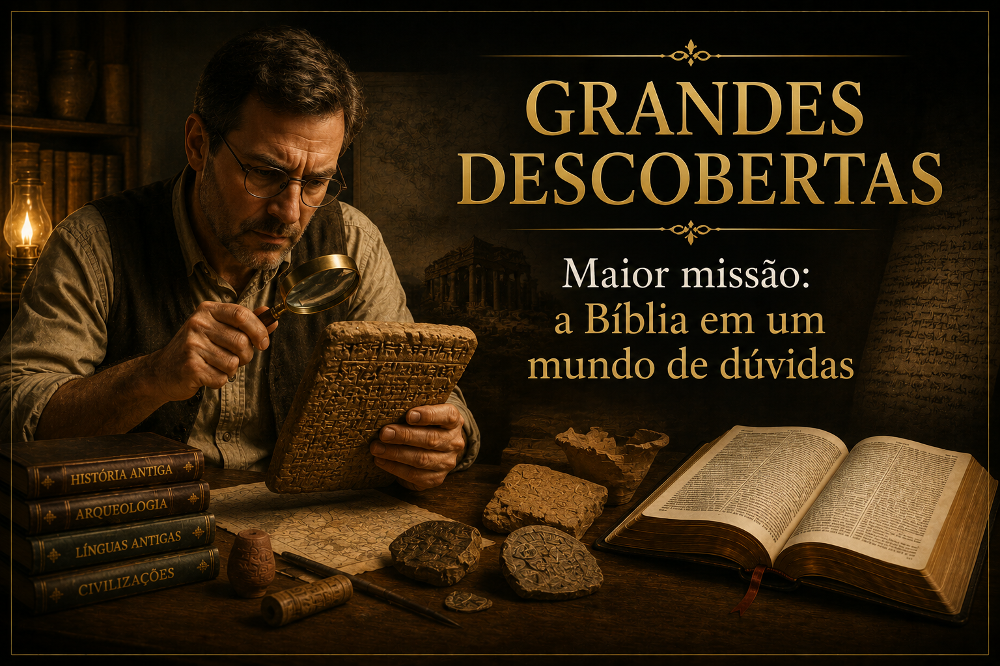 GRANDES
DESCOBERTAS
Maior missão:
a Bíblia em um
mundo de dúvidas
HISTÓRIA ANTIGA
ARQUEOLOGIA
LÍNGUAS ANTIGAS
CIVILIZAÇÕES